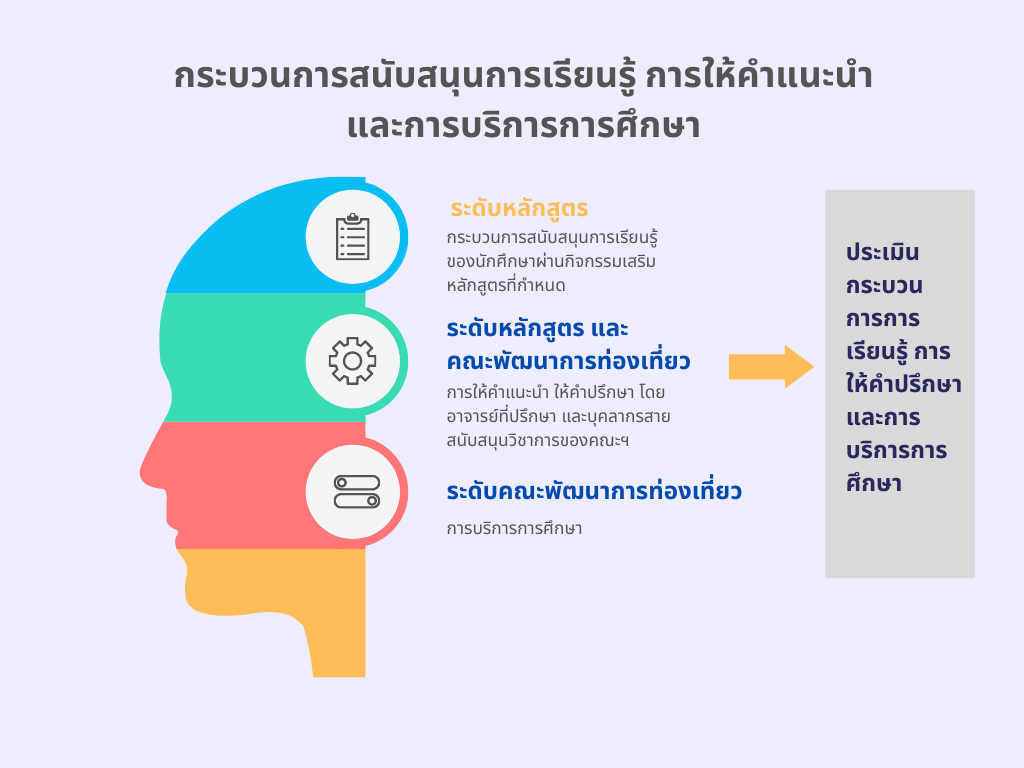 กระบวนการสนับสนุนการเรียนรู้ การให้คำแนะนำ
และการบริการการศึกษา
ระดับหลักสูตร
กระบวนการสนับสนุนการเรียนรู้
ของนักศึกษาผ่านกิจกรรมเสริม
หลักสูตรที่กำหนด
ระดับหลักสูตร และ
คณะพัฒนาการท่องเที่ยว
การให้คำแนะนำ ให้คำปรึกษา โดย
อาจารย์ที่ปรึกษา และบุคลากรสาย
สนับสนุนวิชาการของคณะฯ
ระดับคณะพัฒนาการท่องเที่ยว
การบริการการศึกษา
ประเมิน
กระบวน
การการ
เรียนรู้ การ
ให้คำปรึกษา
และการ
บริการการ
ศึกษา